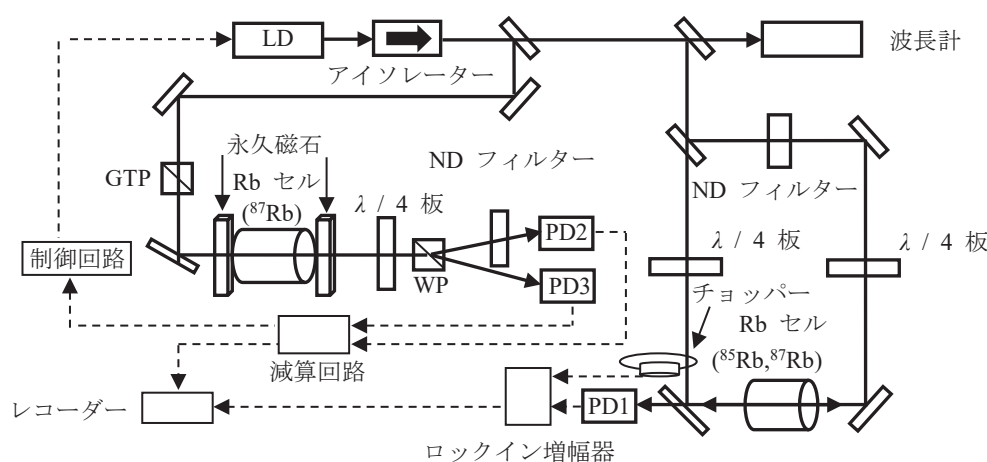 LD
アイソレーター
波長計
永久磁石
ND フィルター
GTP
Rb セル
(⁸⁷Rb)
λ / 4 板
ND フィルター
制御回路
WP
PD2
PD3
λ / 4 板
λ / 4 板
チョッパー
Rb セル
(⁸⁵Rb,⁸⁷Rb)
減算回路
レコーダー
PD1
ロックイン増幅器